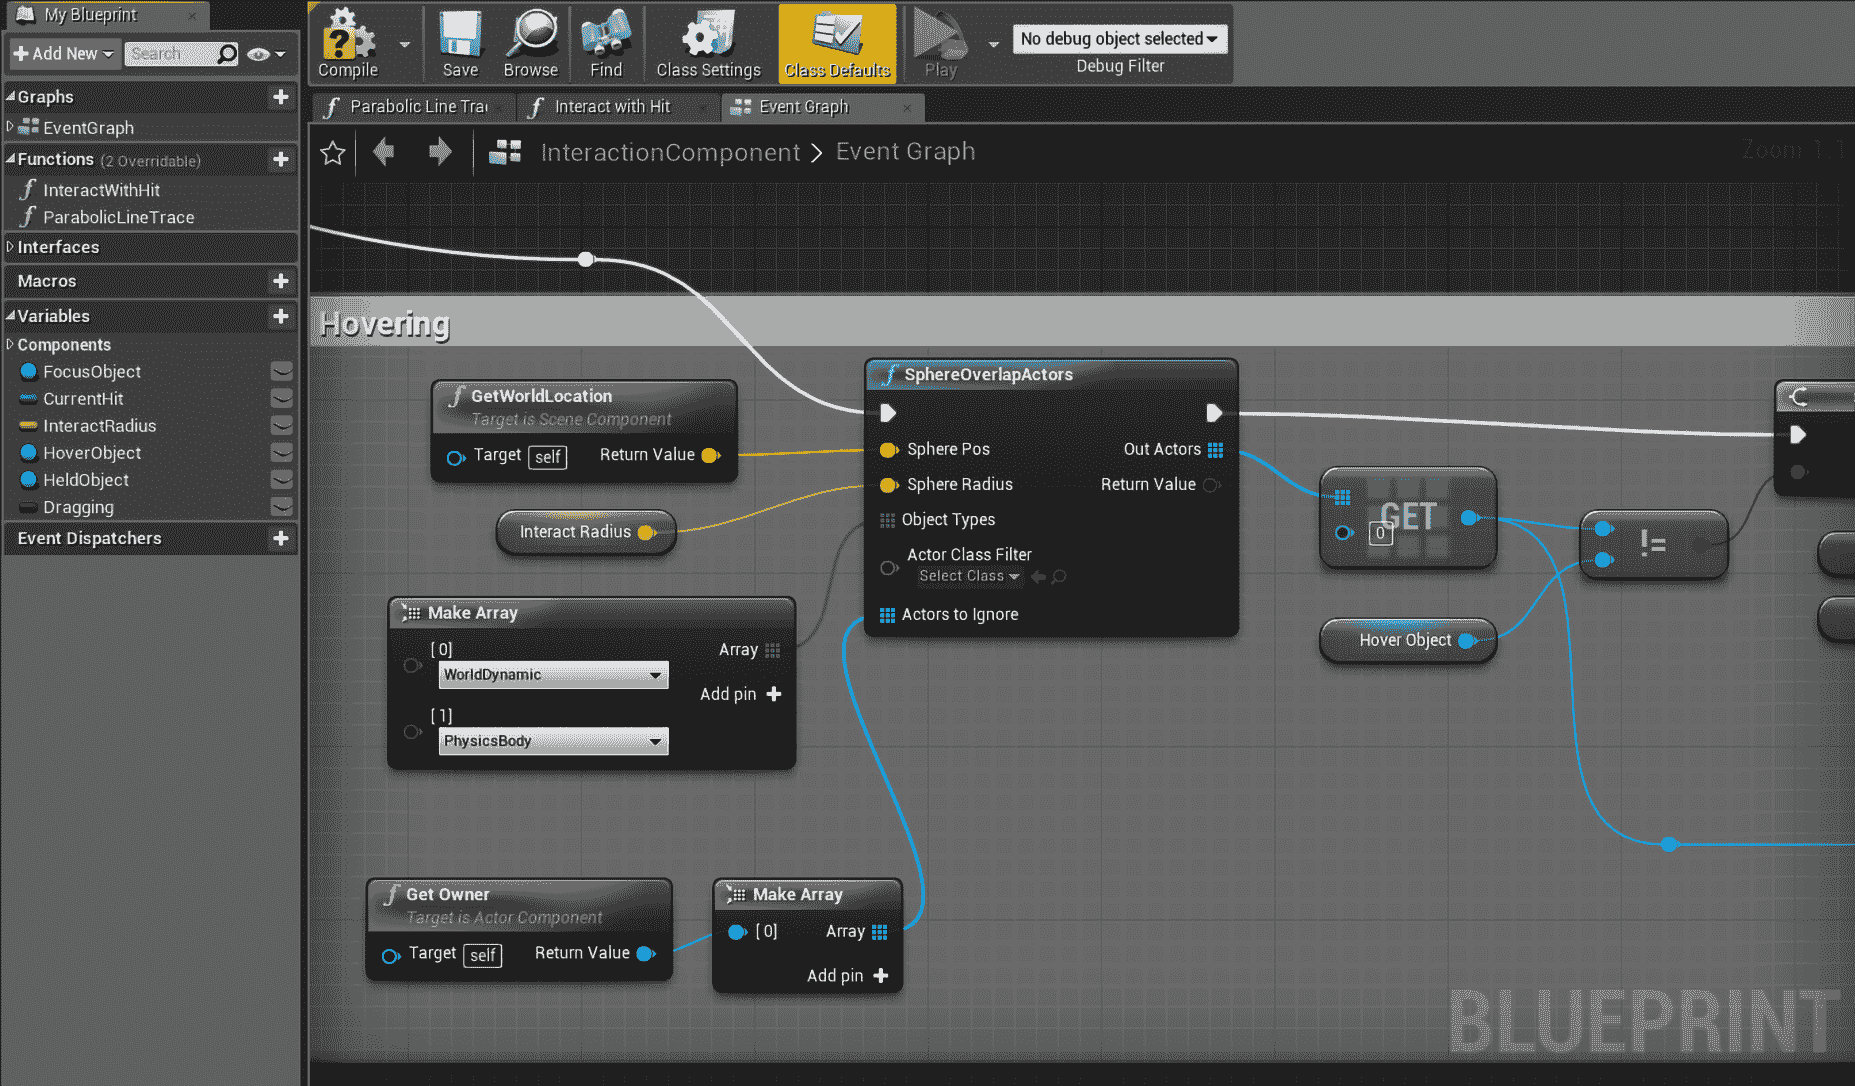 My Blueprint
Add New
Search
Compile
Save
Browse
Find
Class Settings
Class Defaults
Play
No debug object selected
Debug Filter
Graphs
EventGraph
Functions (2 Overridable)
InteractWithHit
ParabolicLineTrace
Interfaces
Macros
Variables
Components
FocusObject
CurrentHit
InteractRadius
HoverObject
HeldObject
Dragging
Event Dispatchers
Parabolic Line Trac
Interact with Hit
Event Graph
InteractionComponent > Event Graph
Zoom 1:1
Hovering
GetWorldLocation
Target is Scene Component
Target self
Return Value
Interact Radius
SphereOverlapActors
Sphere Pos
Out Actors
Sphere Radius
Return Value
Object Types
Actor Class Filter
Select Class
Actors to Ignore
Make Array
[0]
WorldDynamic
Array
Add pin +
[1]
PhysicsBody
GET
0
!=
Hover Object
Get Owner
Target is Actor Component
Target self
Return Value
Make Array
[0]
Array
Add pin +
BLUEPRINT